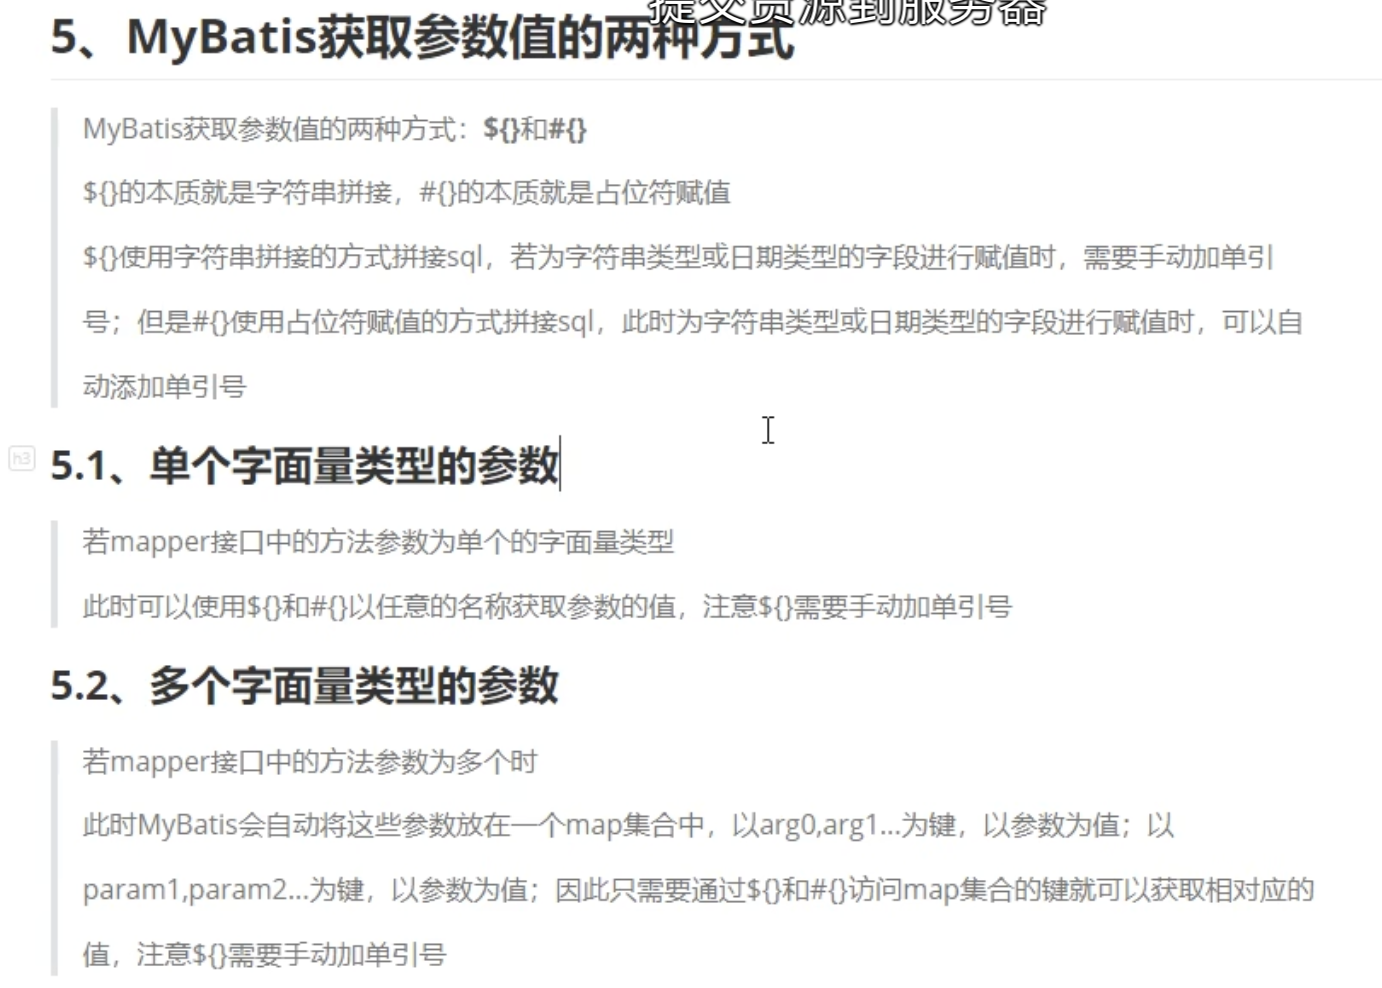 提交资源到服务器
5、MyBatis获取参数值的两种方式
MyBatis获取参数值的两种方式：${}和#{}
${}的本质就是字符串拼接，#{}的本质就是占位符赋值
${}使用字符串拼接的方式拼接sql，若为字符串类型或日期类型的字段进行赋值时，需要手动加单引
号；但是#{}使用占位符赋值的方式拼接sql，此时为字符串类型或日期类型的字段进行赋值时，可以自
动添加单引号
h3
5.1、单个字面量类型的参数
若mapper接口中的方法参数为单个的字面量类型
此时可以使用${}和#{}以任意的名称获取参数的值，注意${}需要手动加单引号
5.2、多个字面量类型的参数
若mapper接口中的方法参数为多个时
此时MyBatis会自动将这些参数放在一个map集合中，以arg0,arg1...为键，以参数为值；以
param1,param2...为键，以参数为值；因此只需要通过${}和#{}访问map集合的键就可以获取相对应的
值，注意${}需要手动加单引号